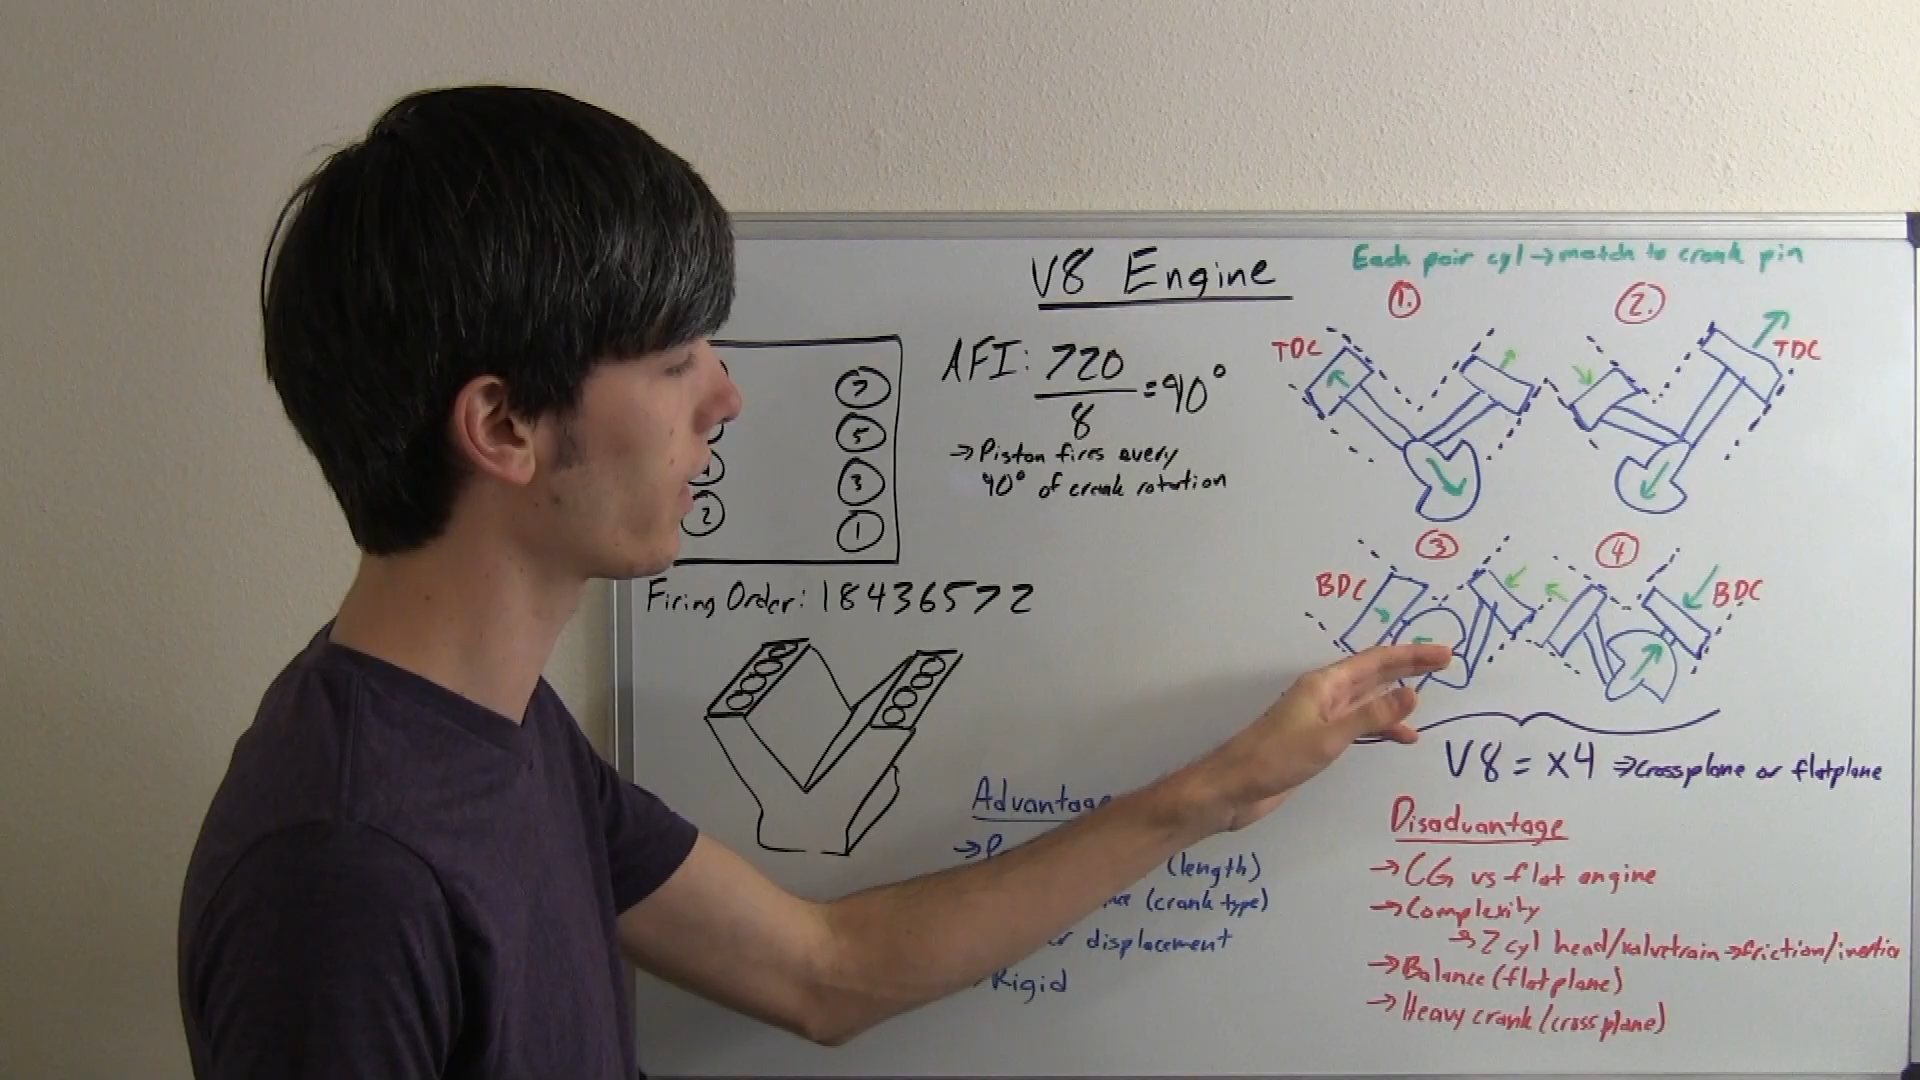 V8 Engine
AFI: 720
8
=90°
→ Piston fires every
90° of crank rotation
7
5
3
2
1
Firing Order: 18436572
Each pair cyl → match to crank pin
1.
2.
TDC
TDC
3
4
BDC
BDC
V8 = x4 ⇒ Crossplane or flatplane
Advantage
(length)
(crank type)
displacement
Rigid
Disadvantage
→ CG vs flat engine
→ Complexity
→ 2 cyl head/valvetrain → friction/inertia
→ Balance (flatplane)
→ Heavy crank (crossplane)